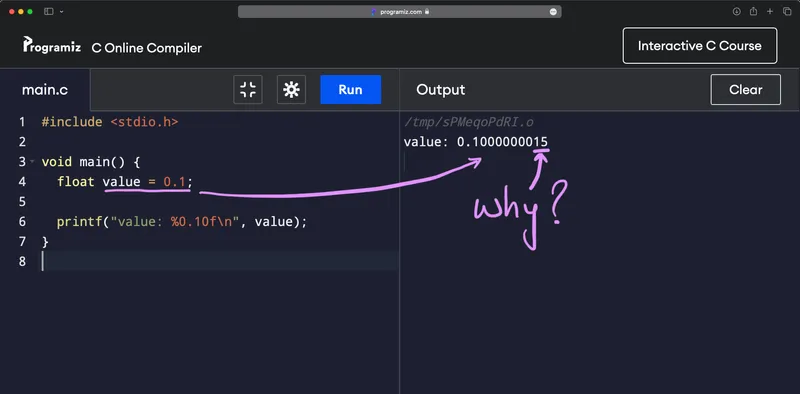 programiz.com
Programiz C Online Compiler
Interactive C Course
main.c
Run
Output
Clear
1 #include <stdio.h>
2
3 void main() {
4 float value = 0.1;
5
6 printf("value: %0.10f\n", value);
7 }
8
/tmp/sPMeqoPdRI.o
value: 0.1000000015
why?